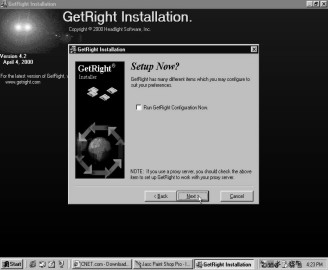 GetRight Installation
GetRight Installation.
Copyright © 2000 Headlight Software, Inc.
Version 4.2
April 4, 2000
For the latest version of GetRight,
www.getright.com
GetRight Installation
GetRight®
Installer
Setup Now?
GetRight has many different items which you may configure to
suit your preferences.
Run GetRight Configuration Now.
NOTE: If you use a proxy server, you should check the above
item to set up GetRight to work with your proxy server.
< Back
Next >
Cancel
Start
CNET.com - Download...
Jasc Paint Shop Pro - I...
GetRight Installation
4:23 PM